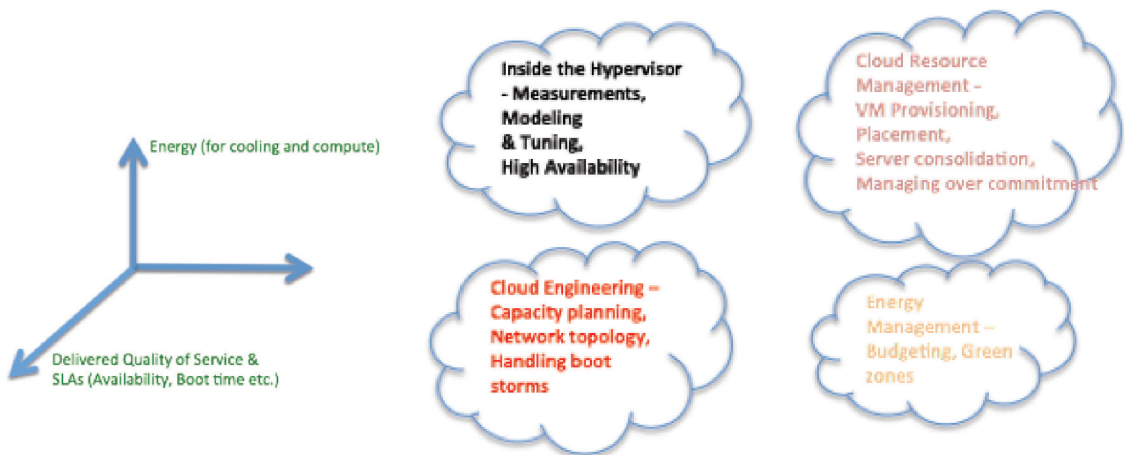 Energy (for cooling and compute)
Delivered Quality of Service &
SLAs (Availability, Boot time etc.)
Inside the Hypervisor
- Measurements,
Modeling
& Tuning,
High Availability
Cloud Resource
Management –
VM Provisioning,
Placement,
Server consolidation,
Managing over commitment
Cloud Engineering –
Capacity planning,
Network topology,
Handling boot
storms
Energy
Management –
Budgeting, Green
zones